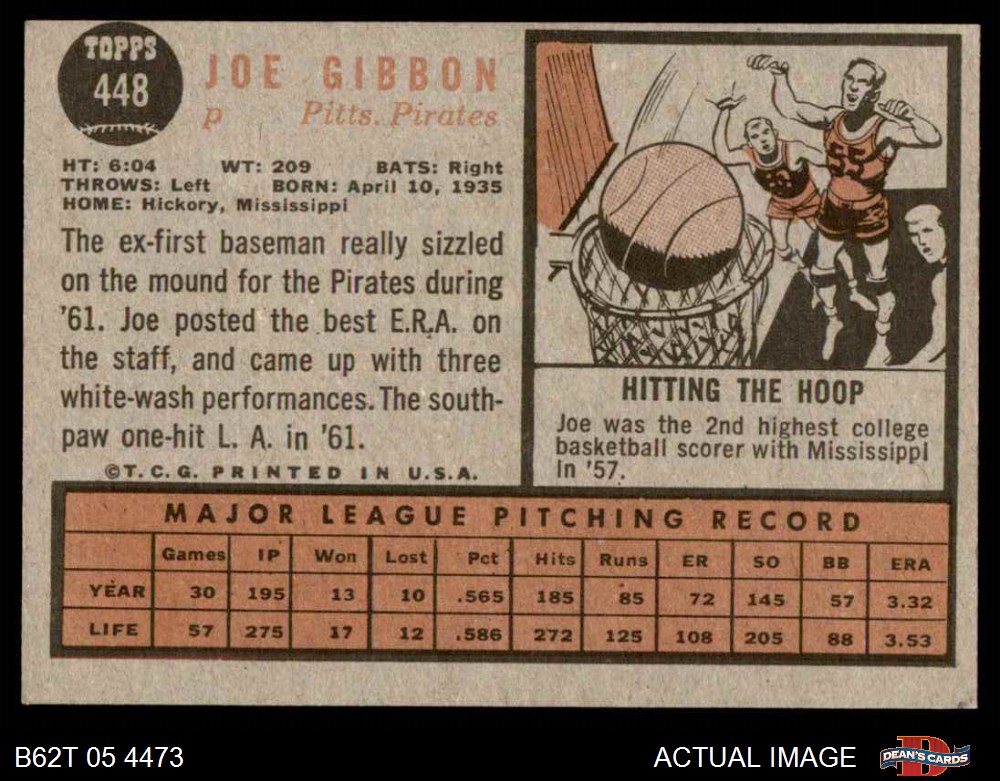 TOPPS
448
JOE GIBBON
p Pitts. Pirates
HT: 6:04 WT: 209 BATS: Right
THROWS: Left BORN: April 10, 1935
HOME: Hickory, Mississippi
The ex-first baseman really sizzled
on the mound for the Pirates during
'61. Joe posted the best E.R.A. on
the staff, and came up with three
white-wash performances. The south-
paw one-hit L. A. in '61.
©T. C. G. PRINTED IN U.S.A.
55
HITTING THE HOOP
Joe was the 2nd highest college
basketball scorer with Mississippi
in '57.
MAJOR LEAGUE PITCHING RECORD
Games IP Won Lost Pct Hits Runs ER SO BB ERA
YEAR 30 195 13 10 .565 185 85 72 145 57 3.32
LIFE 57 275 17 12 .586 272 125 108 205 88 3.53
B62T 05 4473
ACTUAL IMAGE
DEAN'S CARDS